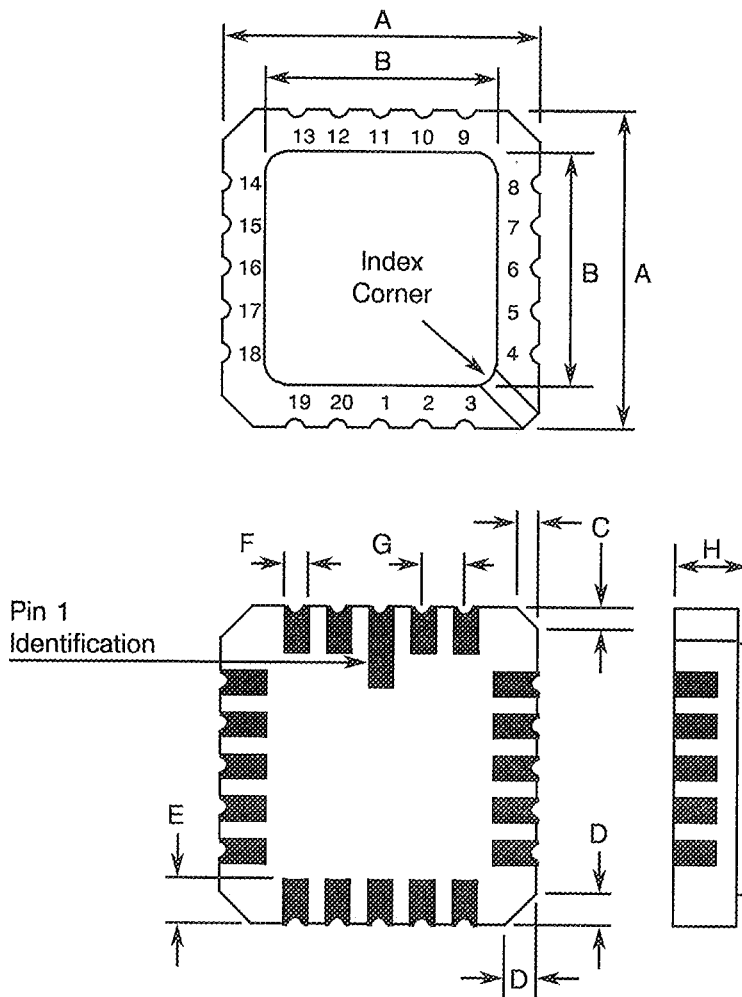 A
B
13 12 11 10 9
14 8
15 7
16 6
17 5
18 4
Index
Corner
B A
19 20 1 2 3
C
F G H
Pin 1
Identification
E
D
D